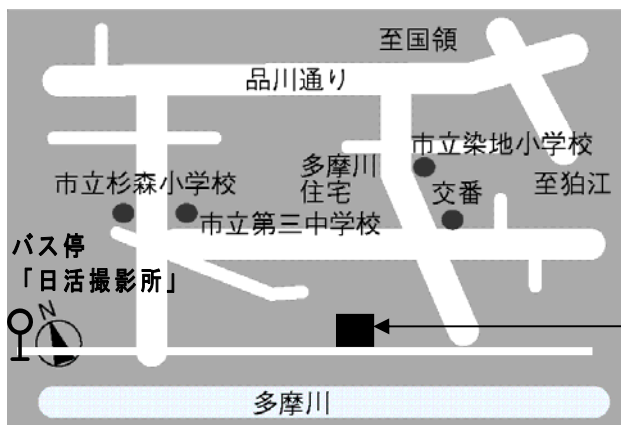 至国領
品川通り
市立染地小学校
多摩川
住宅
交番
至狛江
市立杉森小学校
市立第三中学校
バス停
「日活撮影所」
N
多摩川